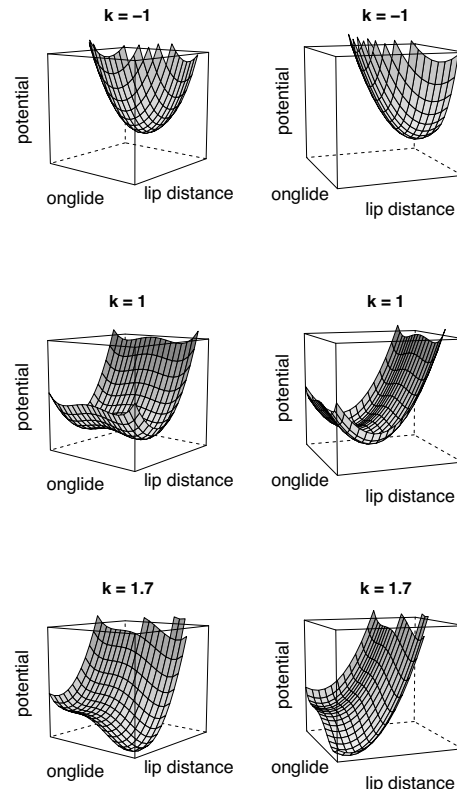 k = −1
k = −1
potential
onglide
lip distance
potential
onglide
lip distance
k = 1
k = 1
potential
onglide
lip distance
potential
onglide
lip distance
k = 1.7
k = 1.7
potential
onglide
lip distance
potential
onglide
lip distance